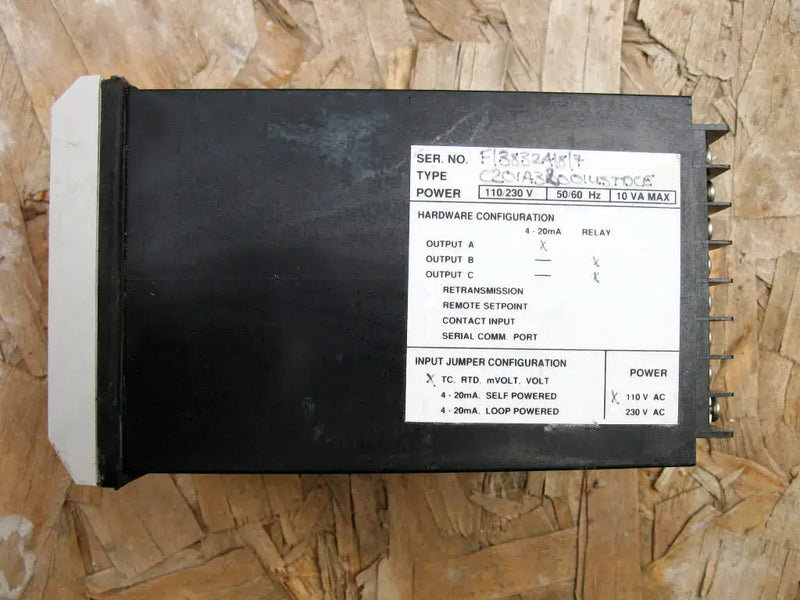 SER. NO.
TYPE
POWER 110/230 V 50/60 Hz 10 VA MAX
HARDWARE CONFIGURATION
4 - 20mA RELAY
OUTPUT A X
OUTPUT B — X
OUTPUT C — X
RETRANSMISSION
REMOTE SETPOINT
CONTACT INPUT
SERIAL COMM. PORT
INPUT JUMPER CONFIGURATION
POWER
X TC. RTD. mVOLT. VOLT
4 - 20mA. SELF POWERED
4 - 20mA. LOOP POWERED
X 110 V AC
230 V AC